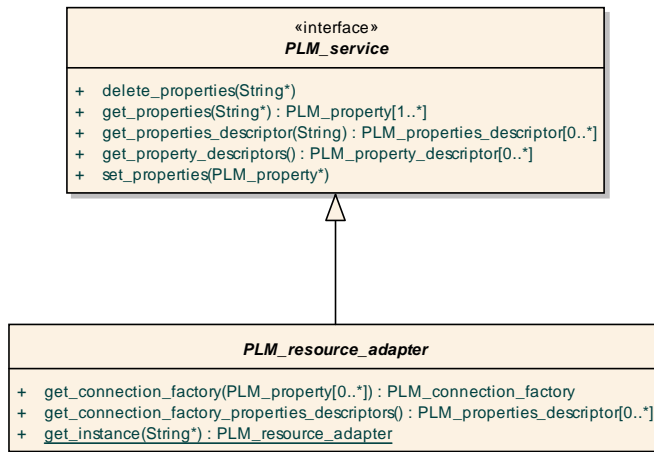 «interface»
PLM_service
+ delete_properties(String*)
+ get_properties(String*) : PLM_property[1..*]
+ get_properties_descriptor(String) : PLM_properties_descriptor[0..*]
+ get_property_descriptors() : PLM_property_descriptor[0..*]
+ set_properties(PLM_property*)
PLM_resource_adapter
+ get_connection_factory(PLM_property[0..*]) : PLM_connection_factory
+ get_connection_factory_properties_descriptors() : PLM_properties_descriptor[0..*]
+ get_instance(String*) : PLM_resource_adapter